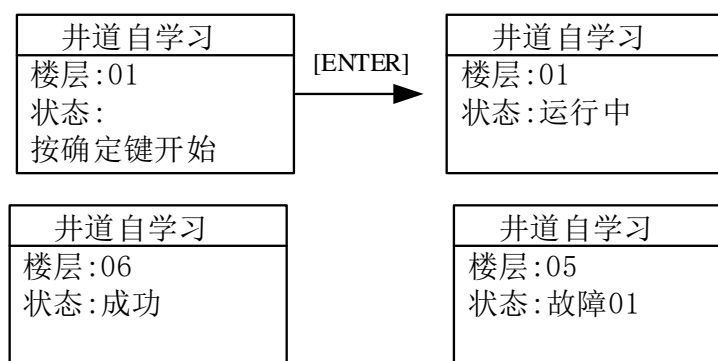 井道自学习
楼层:01
状态:
按确定键开始
[ENTER]
井道自学习
楼层:01
状态:运行中
井道自学习
楼层:06
状态:成功
井道自学习
楼层:05
状态:故障01